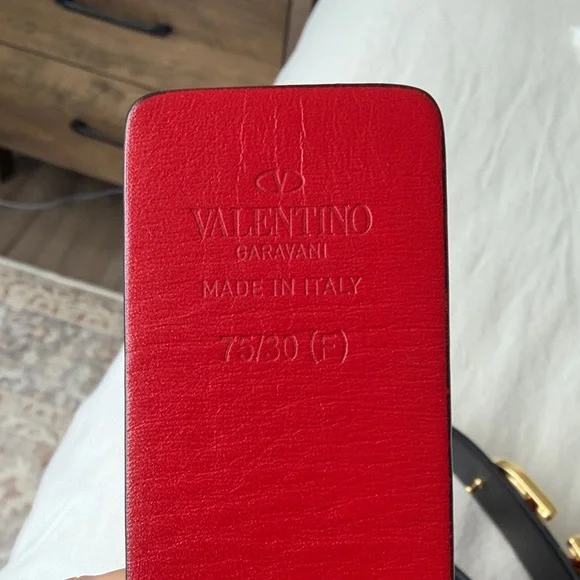 V
VALENTINO
GARAVANI
MADE IN ITALY
75/30 (F)